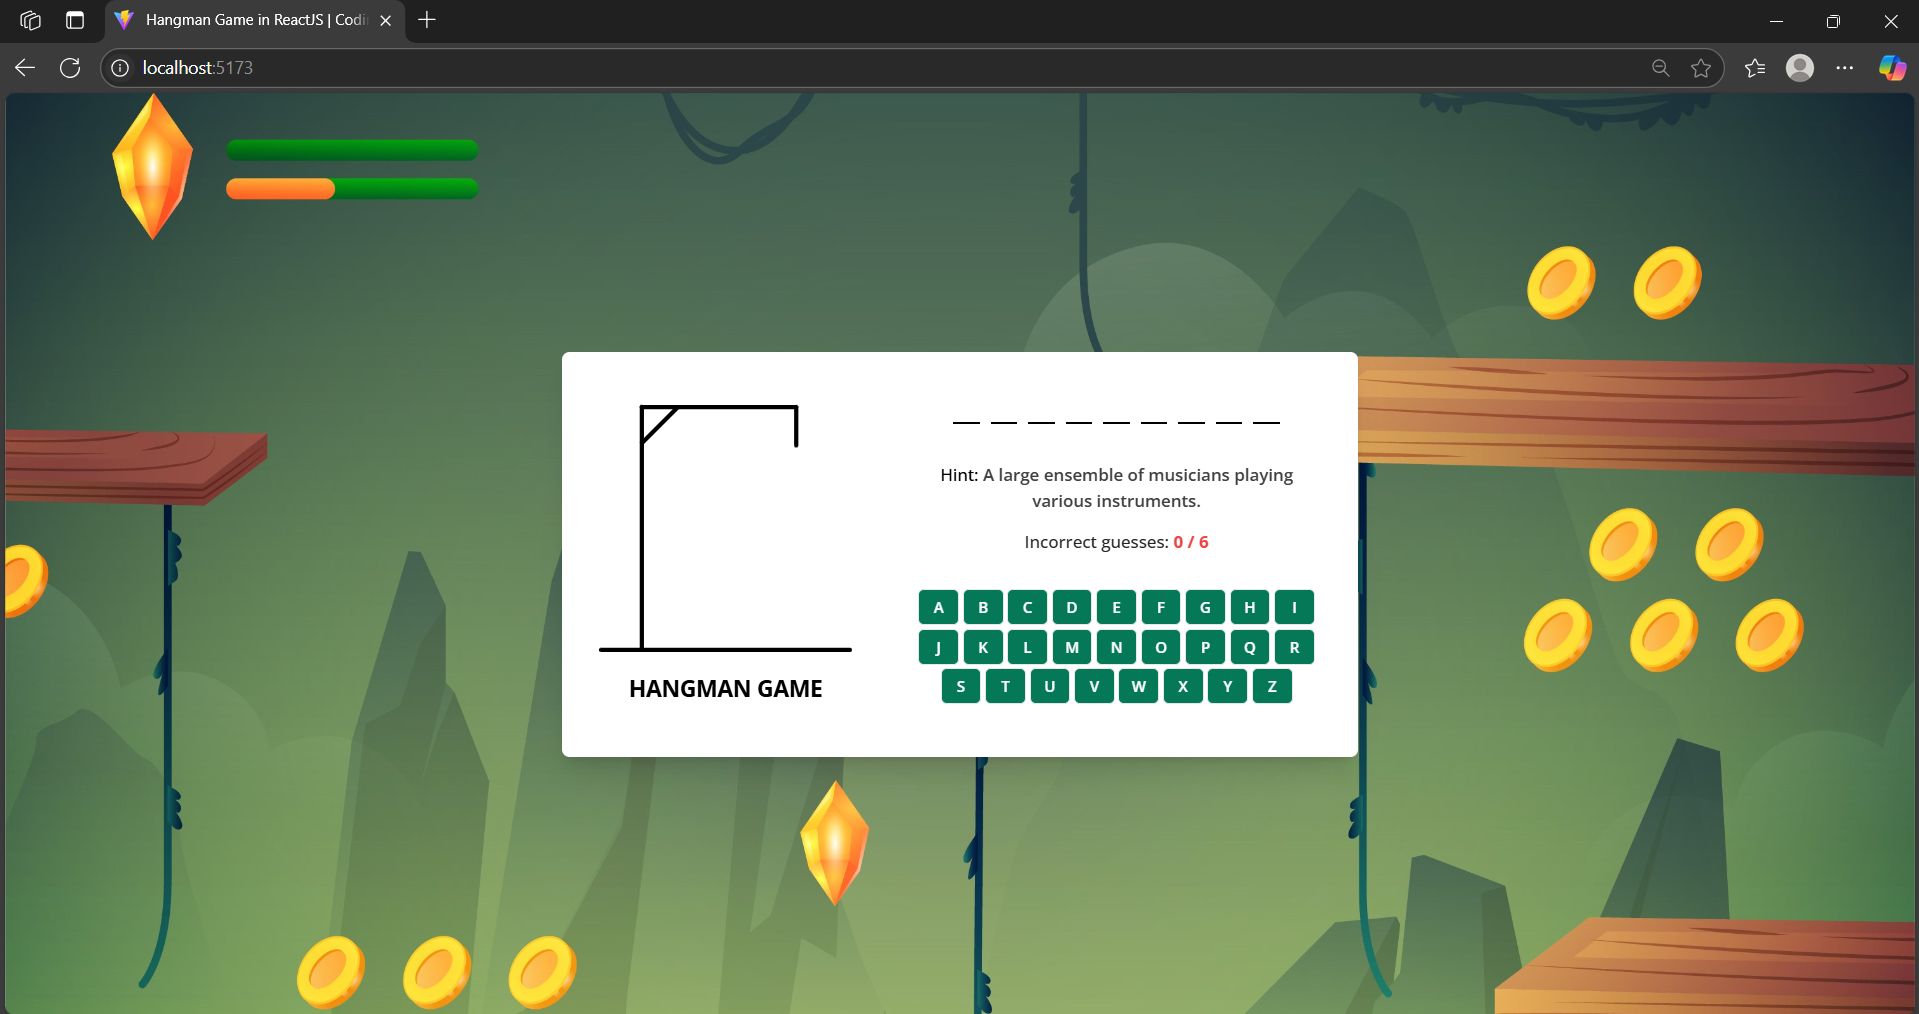 Hangman Game in ReactJS | Codi
localhost:5173
_ _ _ _ _ _ _ _ _
Hint: A large ensemble of musicians playing
various instruments.
Incorrect guesses: 0 / 6
A B C D E F G H I
J K L M N O P Q R
S T U V W X Y Z
HANGMAN GAME